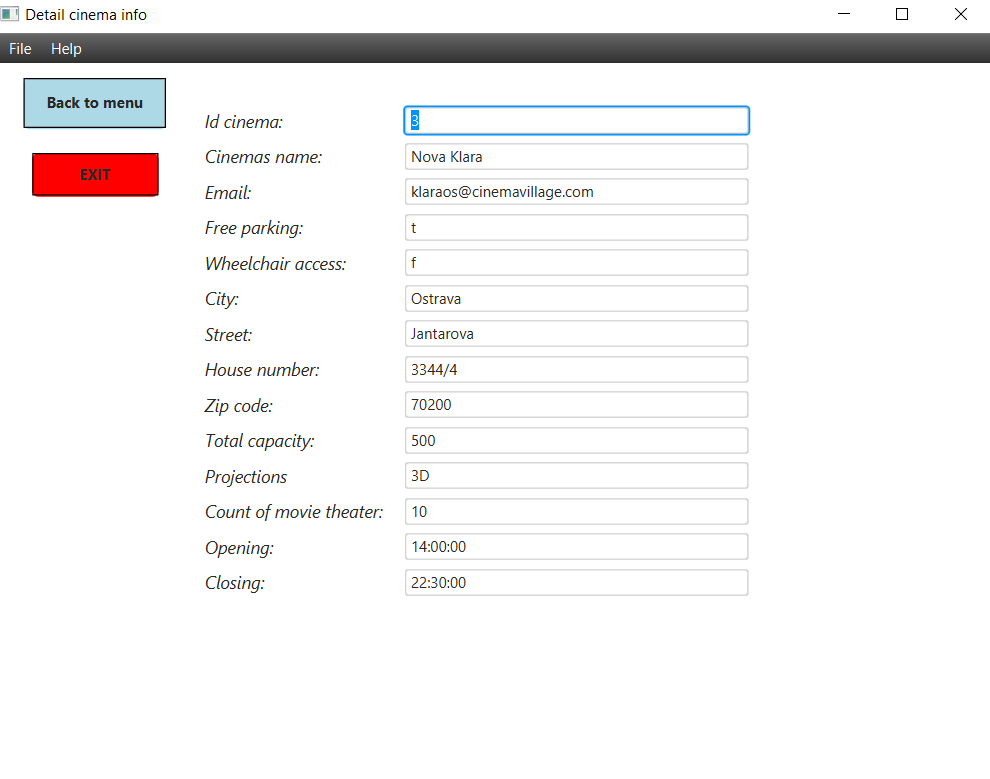 Detail cinema info
File Help
Back to menu
EXIT
Id cinema: 3
Cinemas name: Nova Klara
Email: klaraos@cinemavillage.com
Free parking: t
Wheelchair access: f
City: Ostrava
Street: Jantarova
House number: 3344/4
Zip code: 70200
Total capacity: 500
Projections 3D
Count of movie theater: 10
Opening: 14:00:00
Closing: 22:30:00